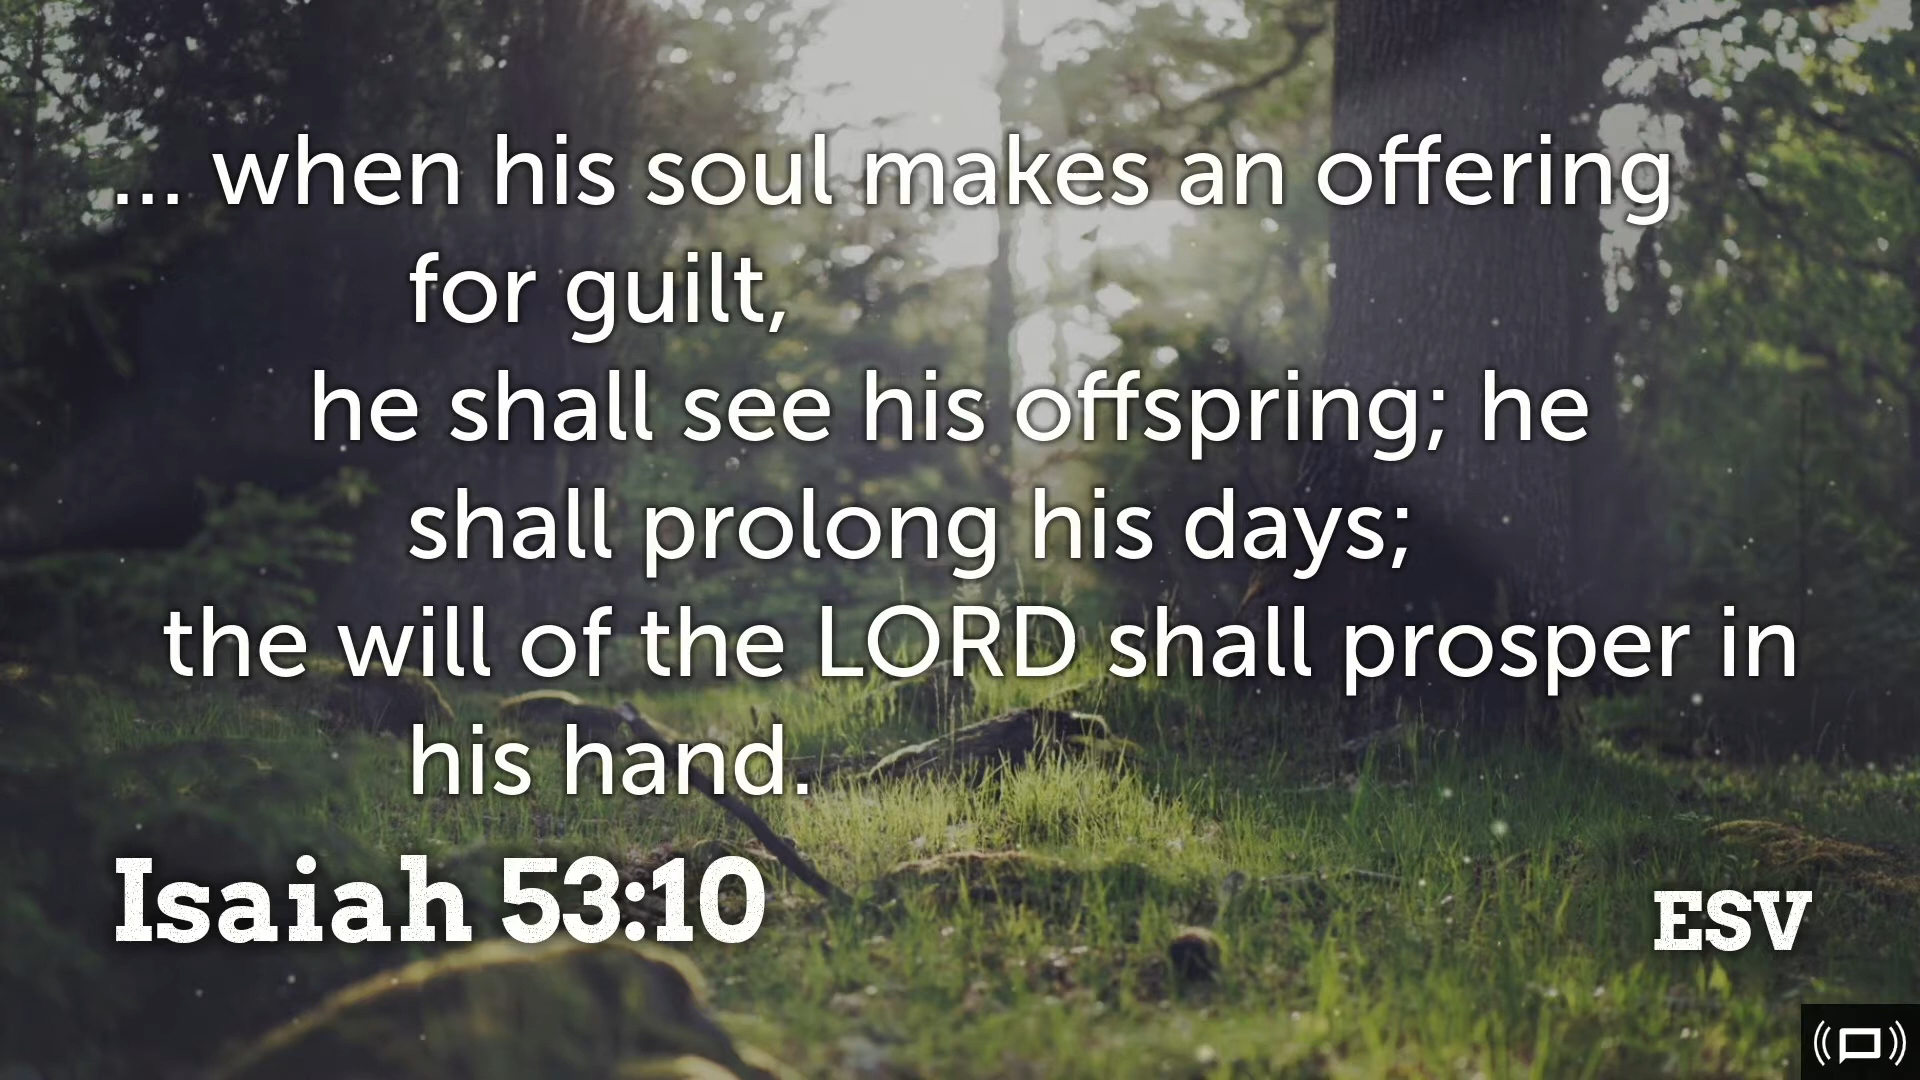 ... when his soul makes an offering
for guilt,
he shall see his offspring; he
shall prolong his days;
the will of the LORD shall prosper in
his hand.
Isaiah 53:10
ESV